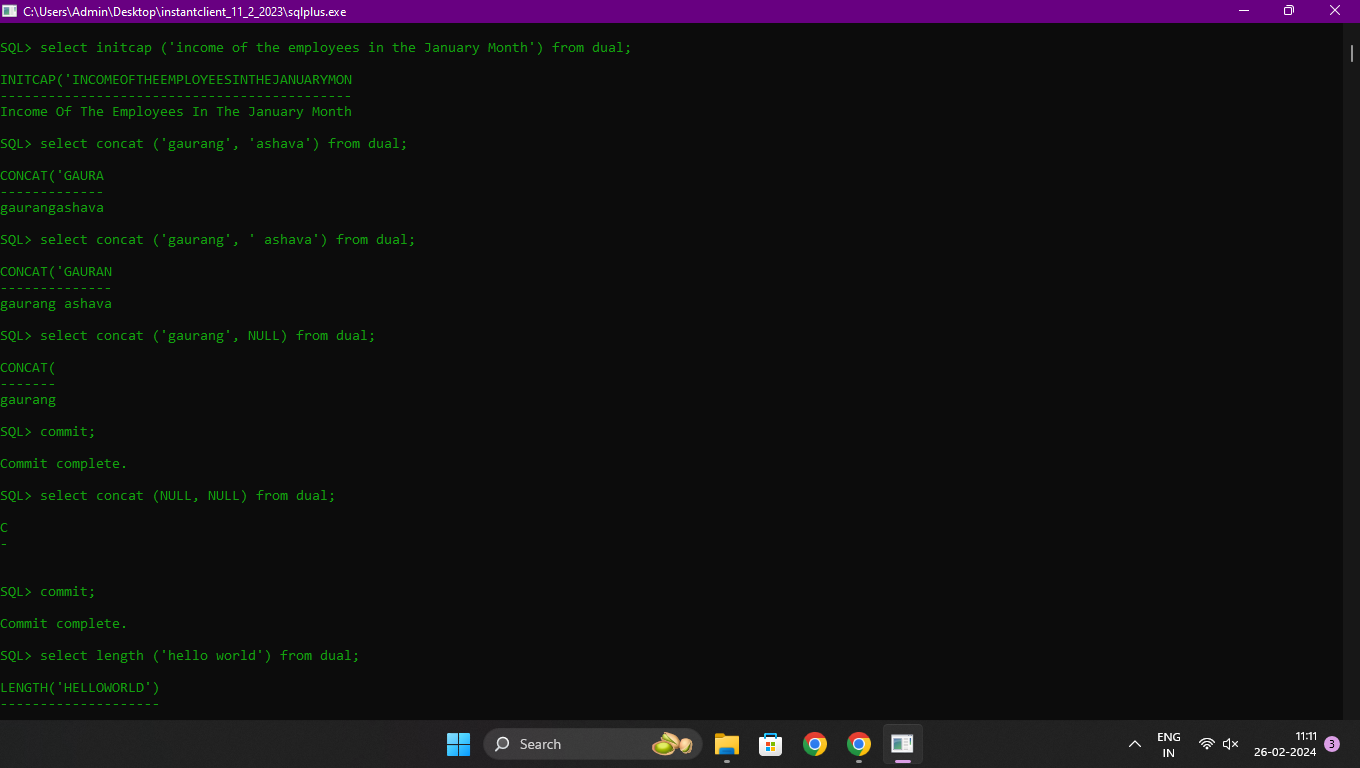 C:\Users\Admin\Desktop\instantclient_11_2_2023\sqlplus.exe
SQL> select initcap ('income of the employees in the January Month') from dual;
INITCAP('INCOMEOFTHEEMPLOYEESINTHEJANUARYMON
--------------------------------------------
Income Of The Employees In The January Month
SQL> select concat ('gaurang', 'ashava') from dual;
CONCAT('GAURA
-------------
gaurangashava
SQL> select concat ('gaurang', ' ashava') from dual;
CONCAT('GAURAN
--------------
gaurang ashava
SQL> select concat ('gaurang', NULL) from dual;
CONCAT(
-------
gaurang
SQL> commit;
Commit complete.
SQL> select concat (NULL, NULL) from dual;
C
-
SQL> commit;
Commit complete.
SQL> select length ('hello world') from dual;
LENGTH('HELLOWORLD')
--------------------
Search
ENG
IN
11:11
26-02-2024
3